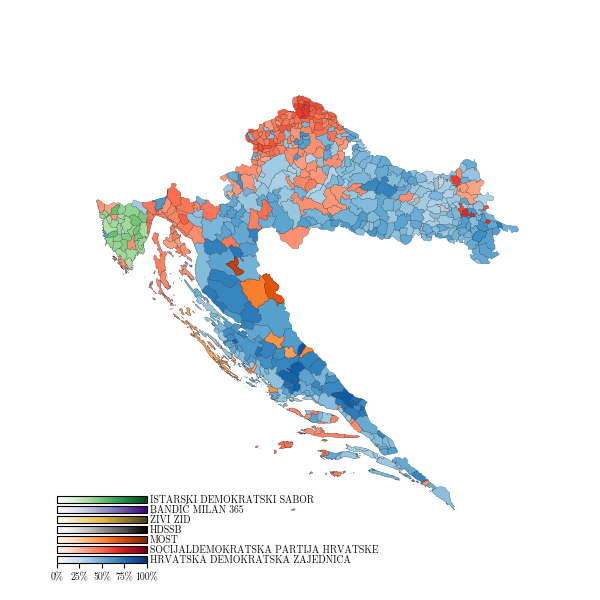 ISTARSKI DEMOKRATSKI SABOR
BANDIĆ MILAN 365
ZIVI ZID
HDSSB
MOST
SOCIJALDEMOKRATSKA PARTIJA HRVATSKE
HRVATSKA DEMOKRATSKA ZAJEDNICA
0% 25% 50% 75% 100%